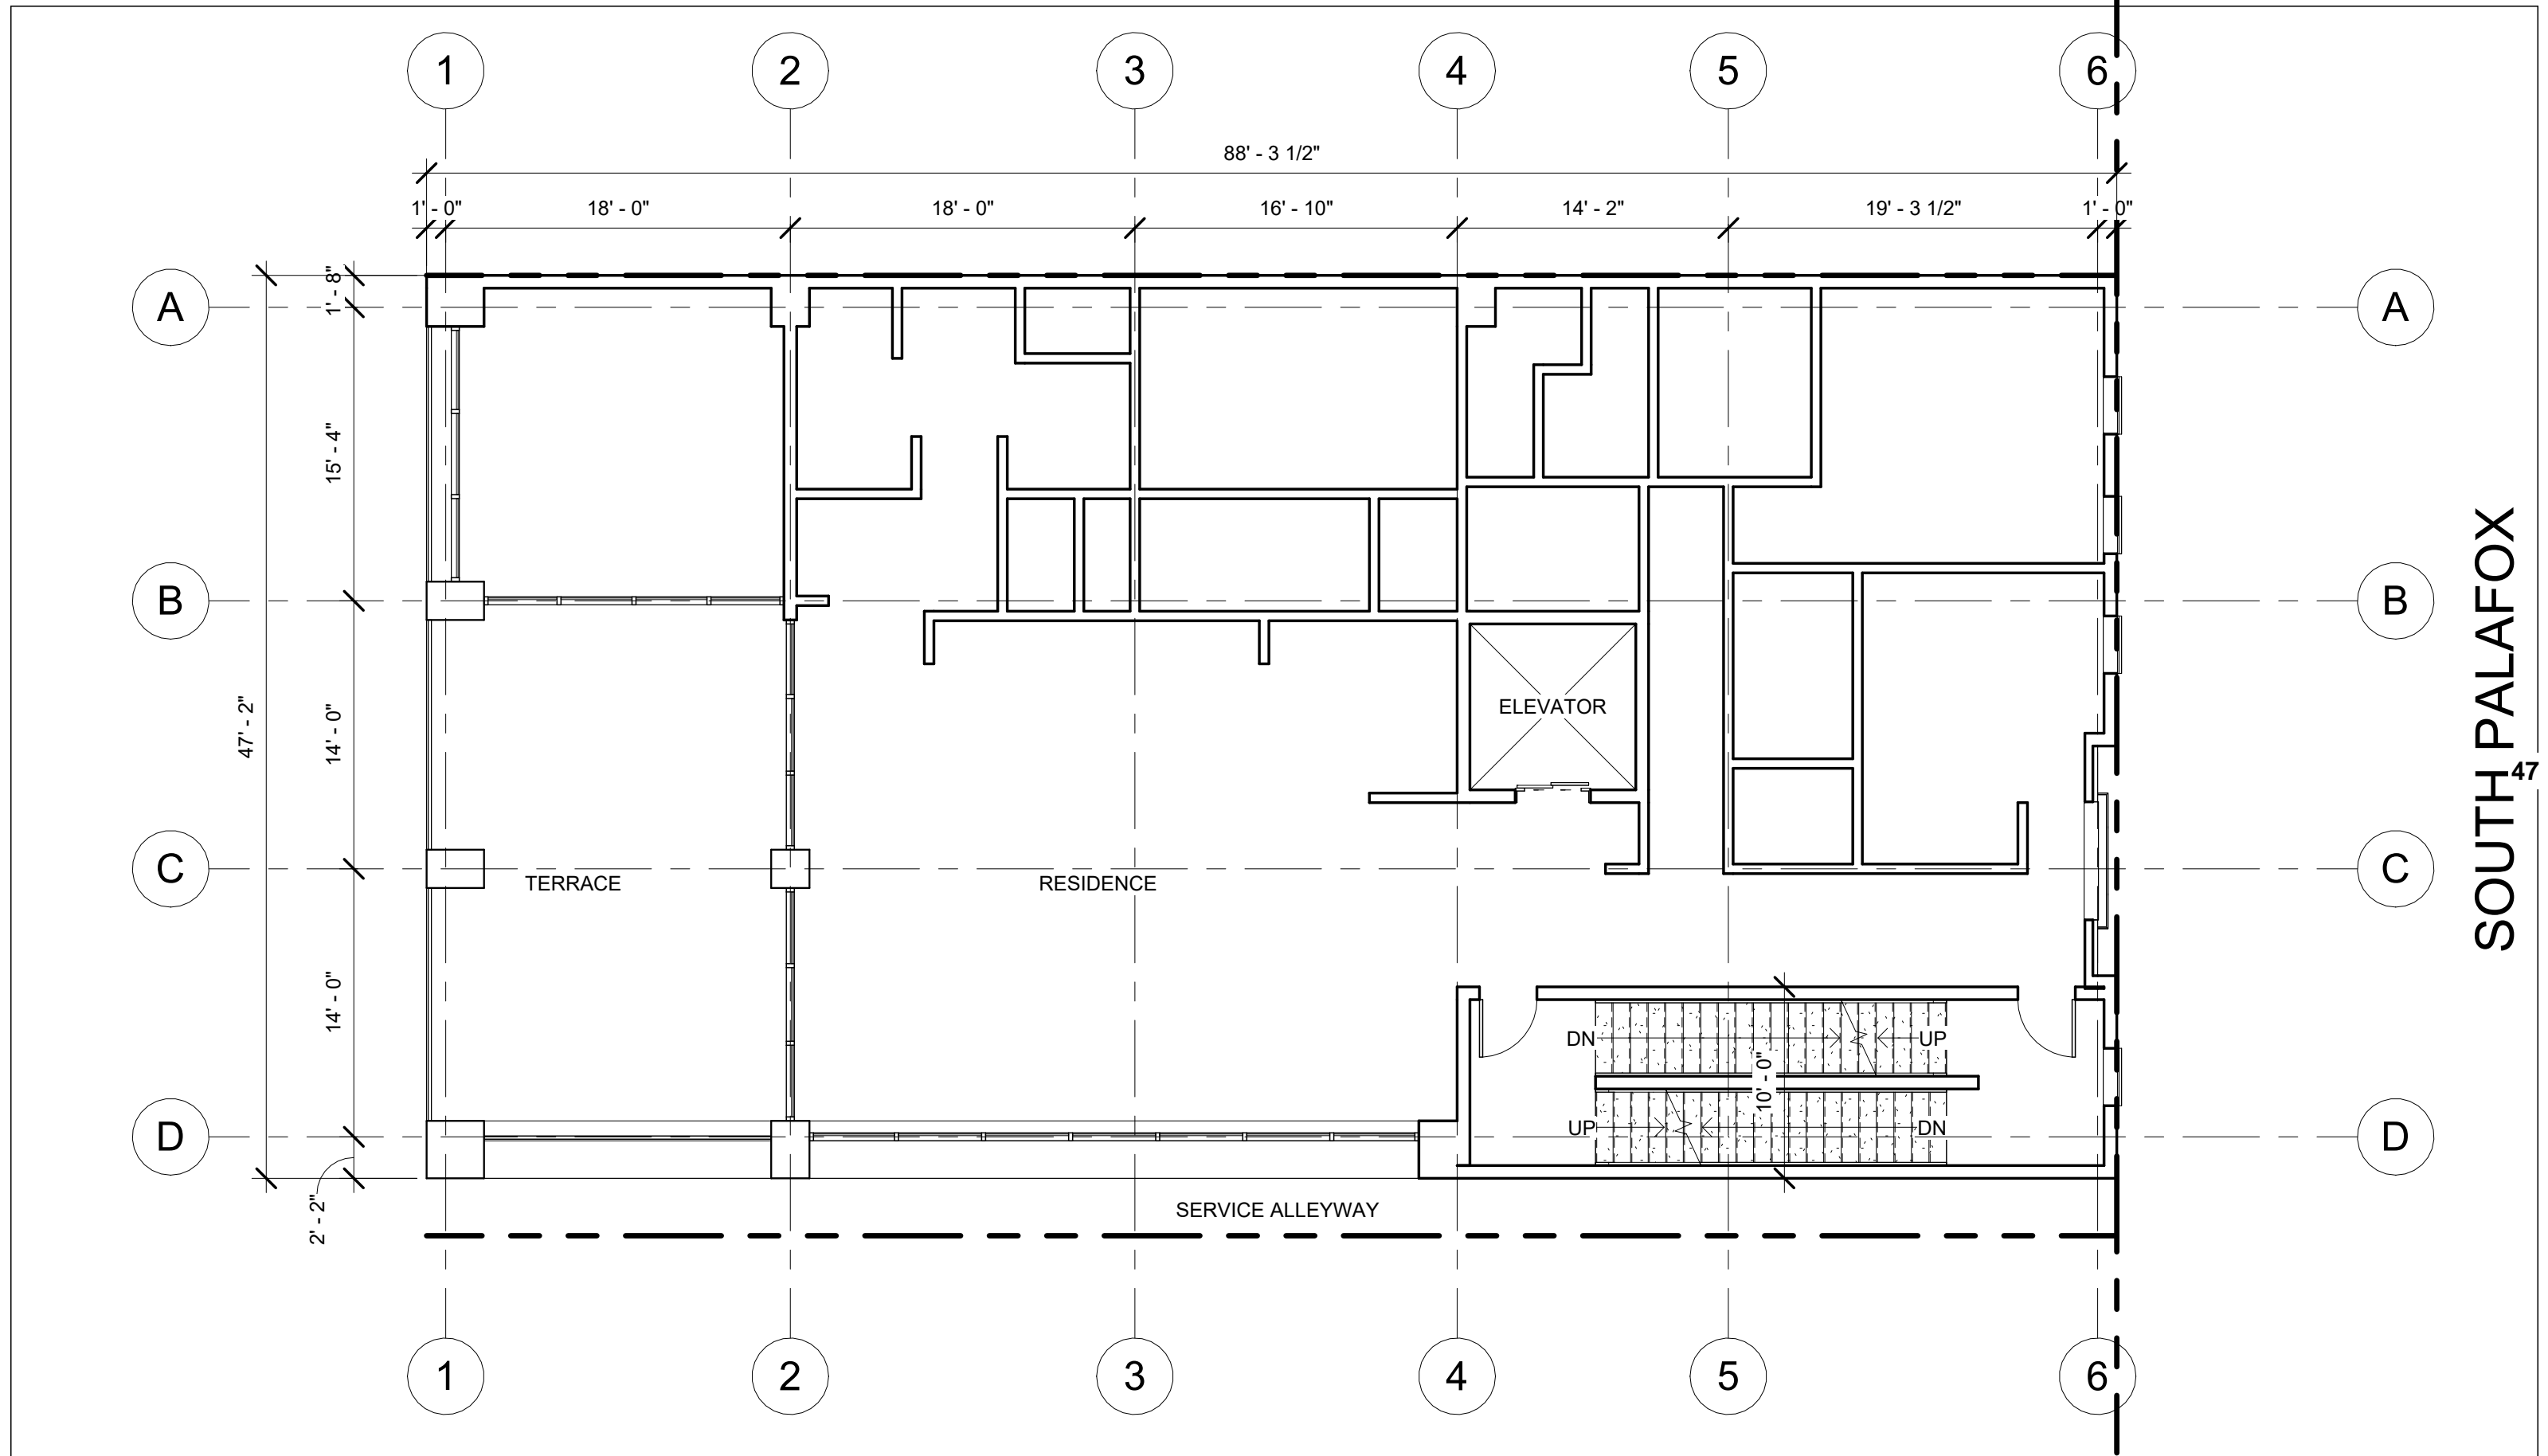 1 2 3 4 5 6
88' - 3 1/2"
1' - 0" 18' - 0" 18' - 0" 16' - 10" 14' - 2" 19' - 3 1/2" 1' - 0"
1' - 8"
A A
15' - 4"
B B
47' - 2"
14' - 0"
ELEVATOR
SOUTH PALAFOX
47
C C
TERRACE RESIDENCE
14' - 0"
DN UP
10' - 0"
UP DN
D D
2' - 2"
SERVICE ALLEYWAY
1 2 3 4 5 6